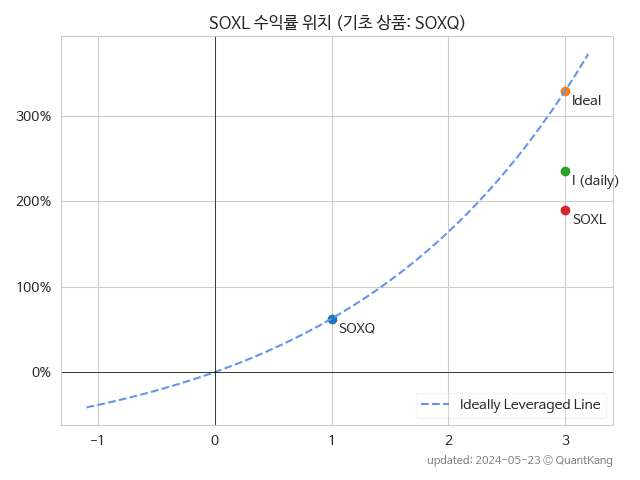 SOXL 수익률 위치 (기초 상품: SOXQ)
300%
200%
100%
0%
Ideal
I (daily)
SOXL
SOXQ
Ideally Leveraged Line
−1
0
1
2
3
updated: 2024-05-23 © QuantKang